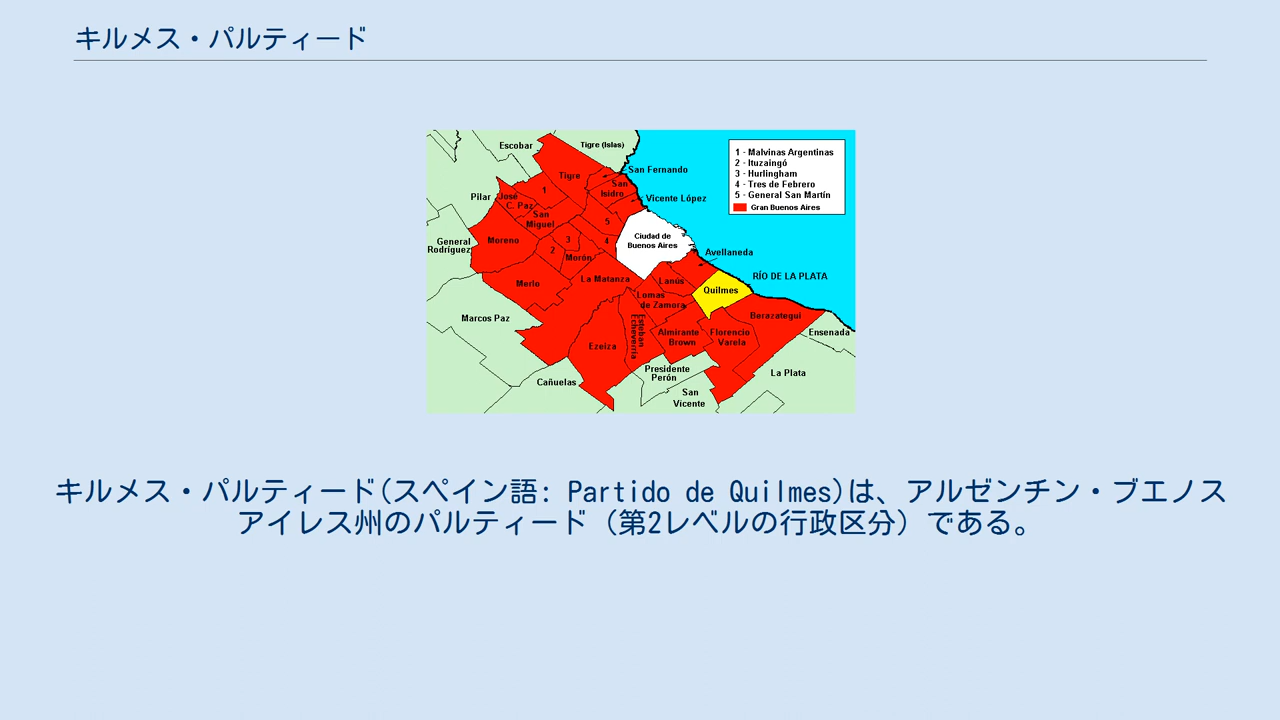 キルメス・パルティード
Escobar
Tigre (Islas)
San Fernando
Tigre
San
Isidro
Vicente López
Pilar
José
C. Paz
1
San
Miguel
5
General
Rodríguez
Moreno
3
4
2
Morón
Ciudad de
Buenos Aires
Avellaneda
RÍO DE LA PLATA
Merlo
La Matanza
Lanús
Quilmes
Lomas
de Zamora
Marcos Paz
Berazategui
Esteban
Echeverría
Almirante
Brown
Florencio
Varela
Ensenada
Ezeiza
Presidente
Perón
La Plata
Cañuelas
San
Vicente
1 - Malvinas Argentinas
2 - Ituzaingó
3 - Hurlingham
4 - Tres de Febrero
5 - General San Martín
Gran Buenos Aires
キルメス・パルティード(スペイン語: Partido de Quilmes)は、アルゼンチン・ブエノス
アイレス州のパルティード（第2レベルの行政区分）である。